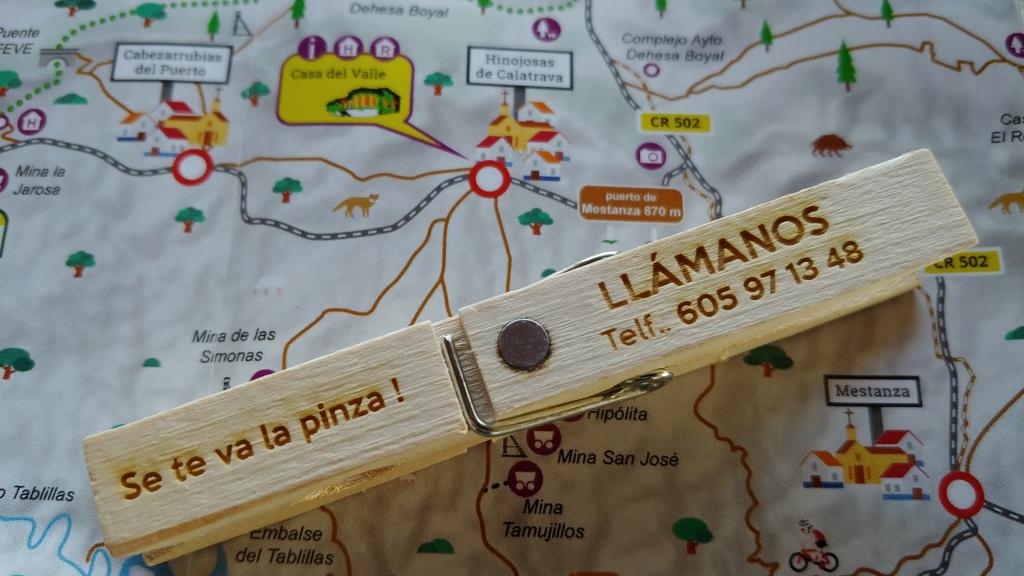 Dehesa Boyal
Puente
FEVE
Cabezarrubias
del Puerto
Casa del Valle
Hinojosas
de Calatrava
Complejo Ayto
Dehesa Boyal
CR 502
Mina la
Jarosa
puerto de
Mestanza 870 m
LLÁMANOS
Telf.. 605 97 13 48
CR 502
Mina de las
Simonas
Se te va la pinza !
Mestanza
Hipólita
Mina San José
Tablillas
Mina
Tamujillos
Embalse
del Tablillas